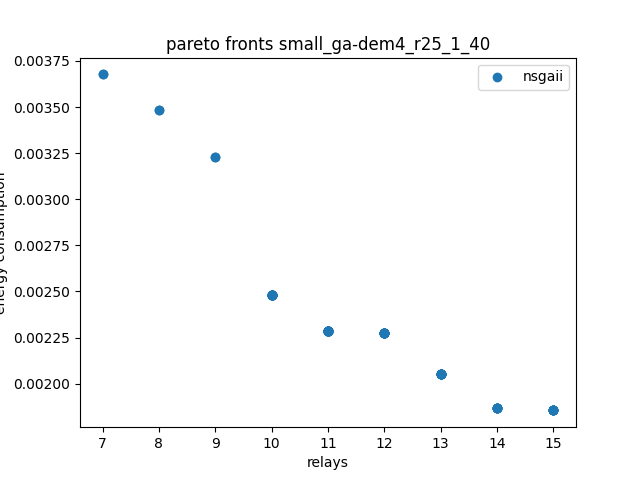 pareto fronts small_ga-dem4_r25_1_40
nsgaii
0.00375
0.00350
0.00325
0.00300
0.00275
0.00250
0.00225
0.00200
energy consumption
7 8 9 10 11 12 13 14 15
relays